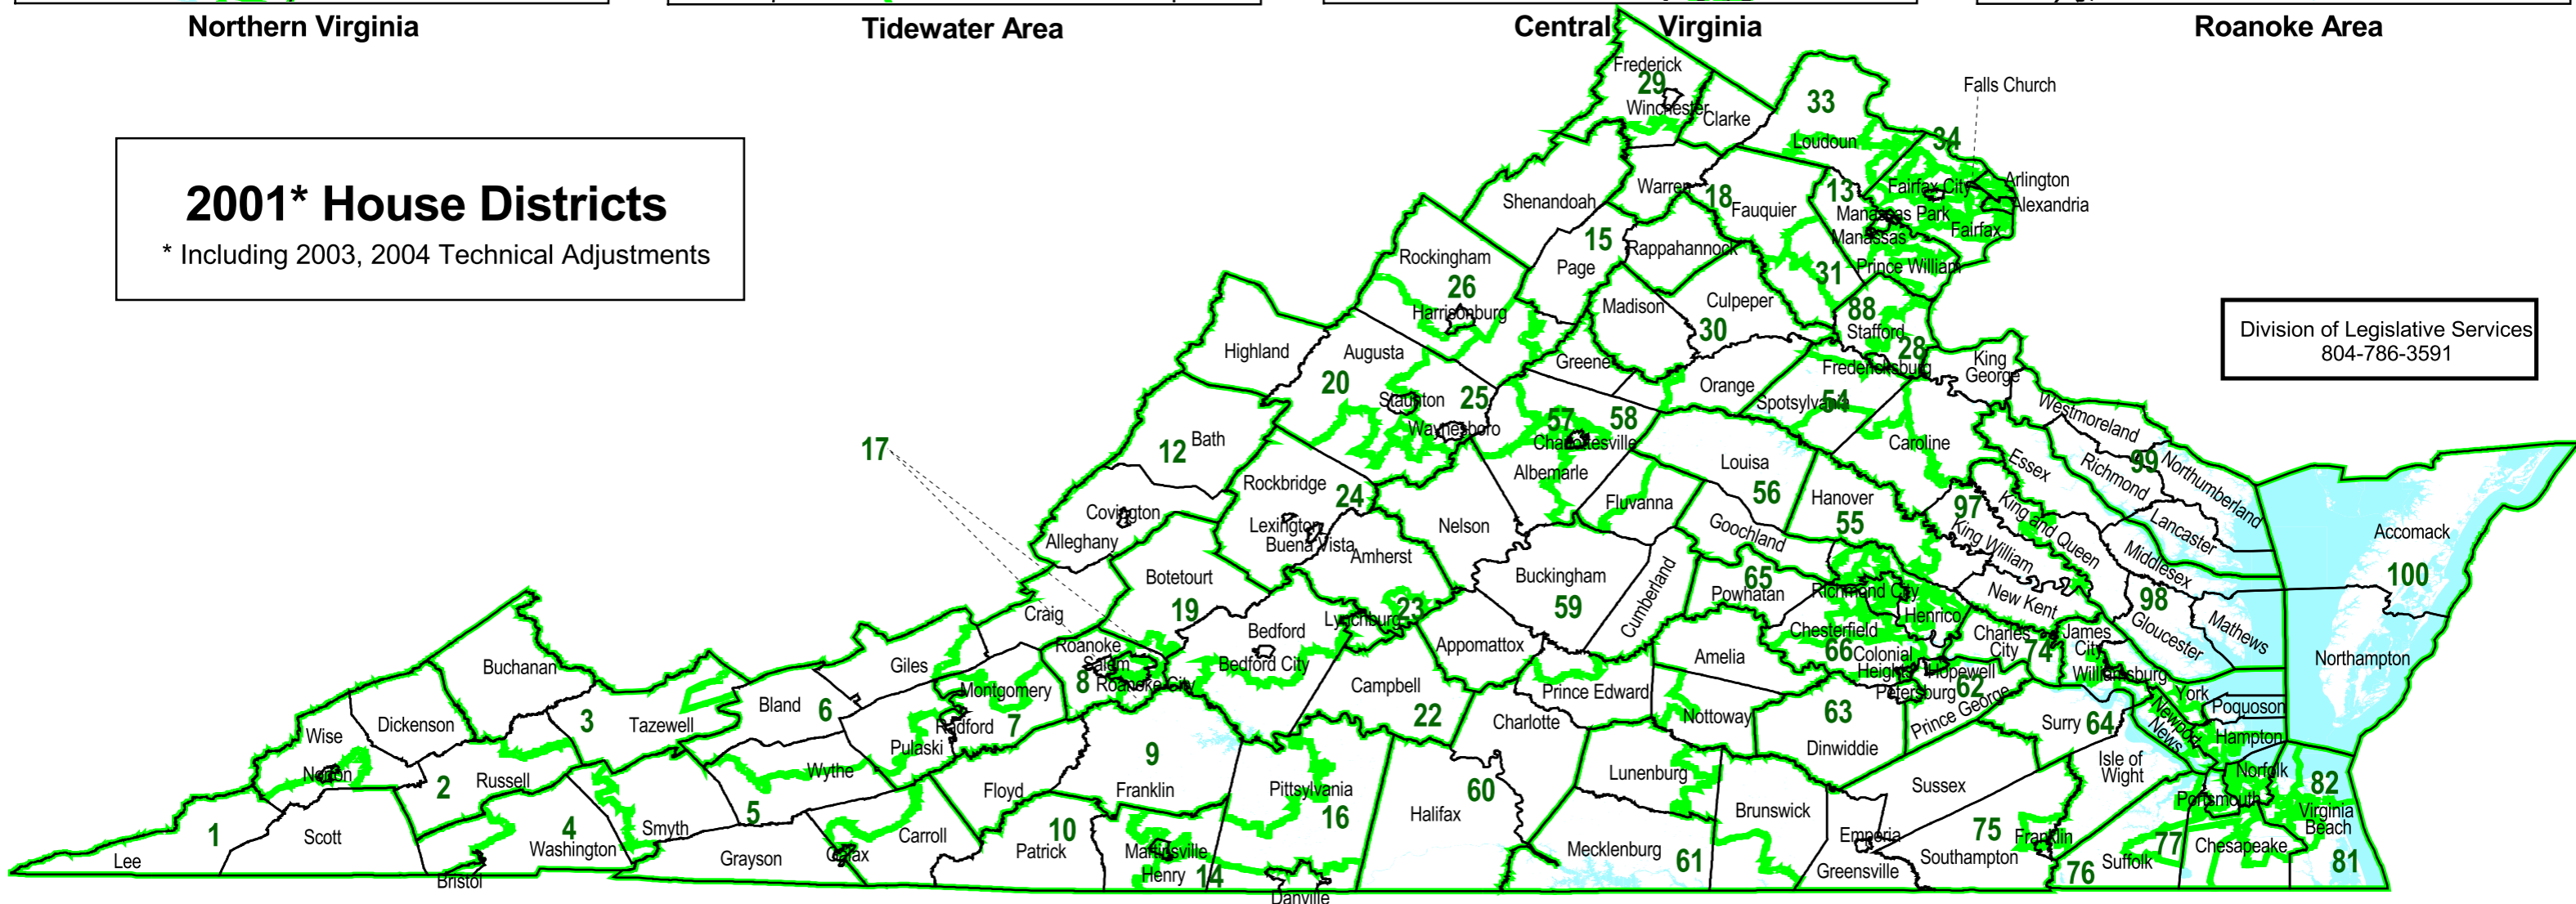 Northern Virginia
Tidewater Area
Central Virginia
Roanoke Area
2001* House Districts
* Including 2003, 2004 Technical Adjustments
Division of Legislative Services
804-786-3591
Frederick
29
Winchester
Clarke
33
Loudoun
Falls Church
34
Fairfax City
Arlington
Alexandria
Fairfax
Shenandoah
Warren
18
Fauquier
13
Manassas Park
Manassas
Prince William
31
15
Page
Rappahannock
Rockingham
26
Harrisonburg
Madison
Culpeper
30
88
Stafford
28
Fredericksburg
King
George
Highland
Augusta
20
Staunton
25
Waynesboro
Greene
Orange
Spotsylvania
54
57
58
Charlottesville
Albemarle
Caroline
Westmoreland
99
Northumberland
Richmond
Essex
Lancaster
Middlesex
17
Bath
12
Rockbridge
24
Lexington
Buena Vista
Covington
Alleghany
Nelson
Amherst
Fluvanna
Louisa
56
Goochland
Hanover
55
97
King and Queen
King William
Accomack
100
Northampton
Botetourt
19
Craig
Buckingham
59
Cumberland
65
Powhatan
Richmond City
Henrico
New Kent
98
Gloucester
Mathews
Lynchburg
23
Bedford
Bedford City
Appomattox
Roanoke
Salem
8
Roanoke City
Giles
Montgomery
Radford
7
Pulaski
Chesterfield
66
Colonial
Heights
Hopewell
62
Petersburg
Prince George
Charles
City
74
James
City
Williamsburg
York
Poquoson
Newport
News
Hampton
Amelia
Buchanan
Dickenson
Wise
Norton
3
Tazewell
Bland
6
Wythe
5
2
Russell
Campbell
22
Prince Edward
Charlotte
Nottoway
63
Dinwiddie
Surry
64
Isle of
Wight
Norfolk
Portsmouth
82
Virginia
Beach
81
9
Franklin
Floyd
Pittsylvania
16
Halifax
60
Lunenburg
Brunswick
Sussex
1
Lee
Scott
4
Washington
Bristol
Smyth
Grayson
Galax
Carroll
10
Patrick
Martinsville
Henry
14
Danville
Mecklenburg
61
Emporia
Greensville
75
Southampton
Franklin
76
Suffolk
77
Chesapeake